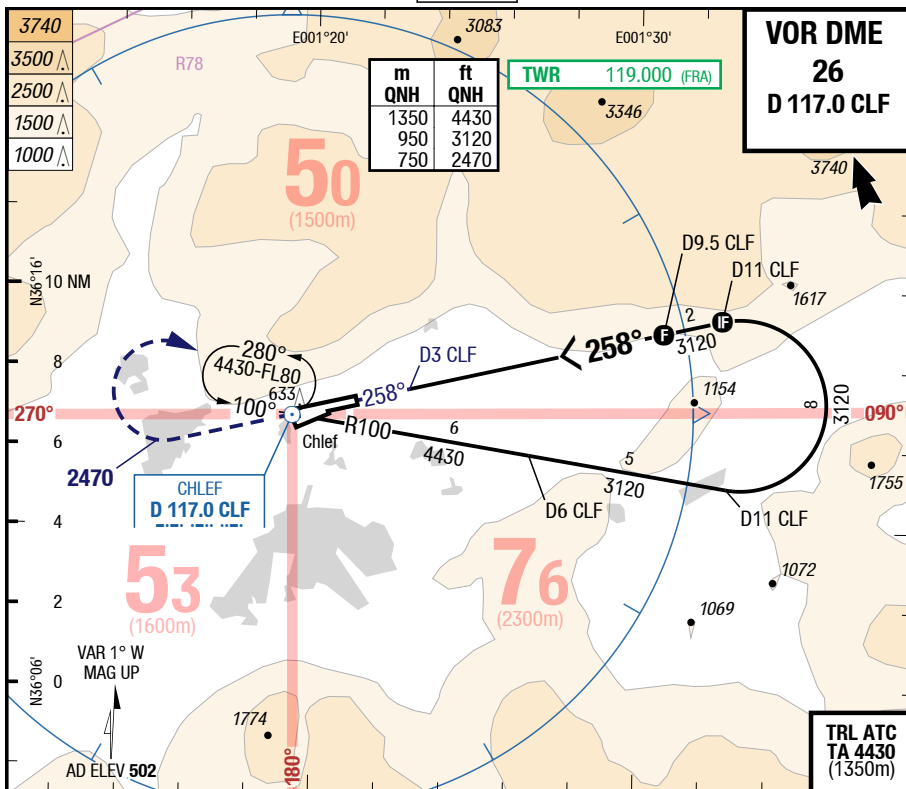 3740
3500
2500
1500
1000
R78
E001°20'
3083
E001°30'
m ft
QNH QNH
1350 4430
950 3120
750 2470
TWR 119.000 (FRA)
3346
VOR DME
26
D 117.0 CLF
3740
50
(1500m)
N36°16'
10 NM
D9.5 CLF
D11 CLF
1617
2
3120
258°
8
280°
4430-FL80
100°
633
D3 CLF
258°
1154
8
3120
270°
090°
6
R100
Chlef
6
4430
5
3120
2470
CHLEF
D 117.0 CLF
D6 CLF
D11 CLF
1755
4
53
(1600m)
76
(2300m)
1072
2
1069
VAR 1° W
MAG UP
N36°06'
0
1774
180°
AD ELEV 502
TRL ATC
TA 4430
(1350m)
F
IF